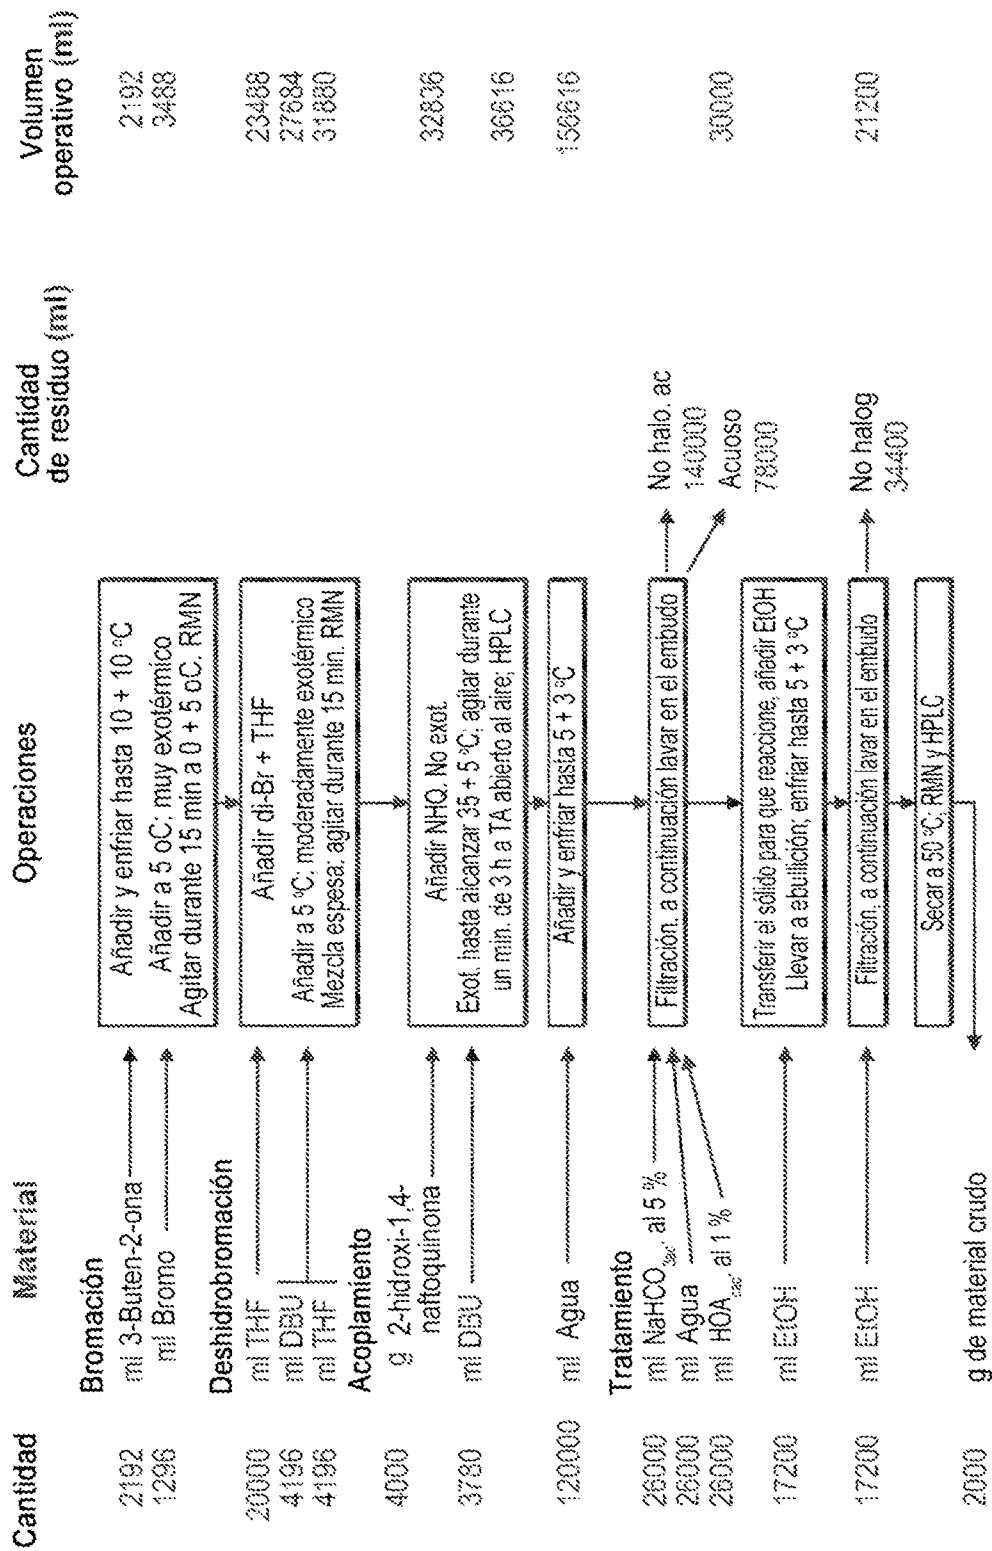 Cantidad
Material
Operaciones
Cantidad
de residuo (ml)
Volumen
operativo (ml)
Bromación
2192
ml 3-Buten-2-ona
Añadir y enfriar hasta 10 + 10 ºC
2192
1296
ml Bromo
Añadir a 5 oC; muy exotérmico
3488
Agitar durante 15 min a 0 + 5 oC. RMN
Deshidrobromación
20000
ml THF
Añadir di-Br + THF
23488
4196
ml DBU
Añadir a 5 ºC; moderadamente exotérmico
27684
4196
ml THF
Mezcla espesa; agitar durante 15 min. RMN
31880
Acoplamiento
4000
g 2-hidroxi-1,4-
naftoquinona
Añadir NHQ. No exot.
32836
3780
ml DBU
Exot. hasta alcanzar 35 + 5 ºC; agitar durante
un min. de 3 h a TA abierto al aire; HPLC
36616
120000
ml Agua
Añadir y enfriar hasta 5 + 3 ºC
156616
Tratamiento
26000
ml NaHCO3ac. al 5 %
Filtración, a continuación lavar en el embudo
No halo. ac
140000
26000
ml Agua
Acuoso
78000
26000
ml HOAcac. al 1 %
17200
ml EtOH
Transferir el sólido para que reaccione, añadir EtOH
Llevar a ebullición; enfriar hasta 5 + 3 ºC
30000
17200
ml EtOH
Filtración, a continuación lavar en el embudo
No halog
34400
21200
Secar a 50 ºC; RMN y HPLC
2000
g de material crudo